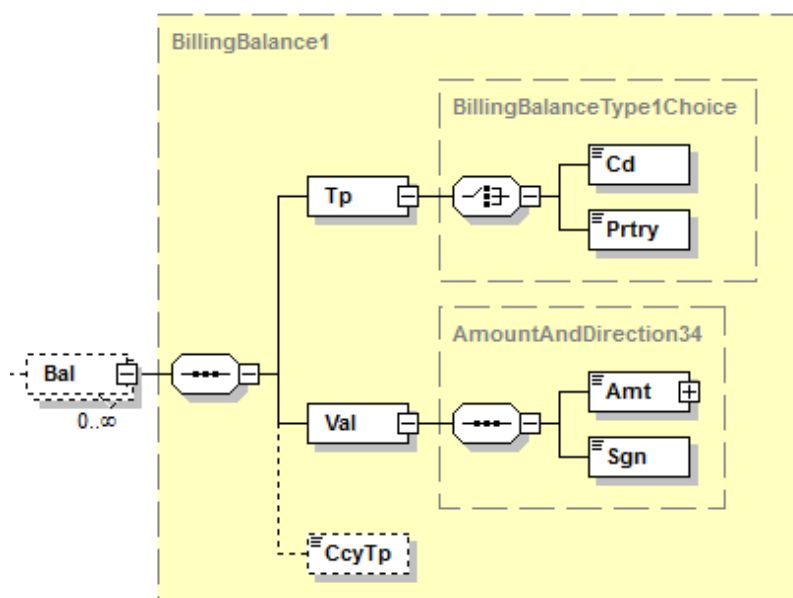 BillingBalance1
BillingBalanceType1Choice
Cd
Tp
Prtry
AmountAndDirection34
Bal
0..∞
Amt
Val
Sgn
CcyTp